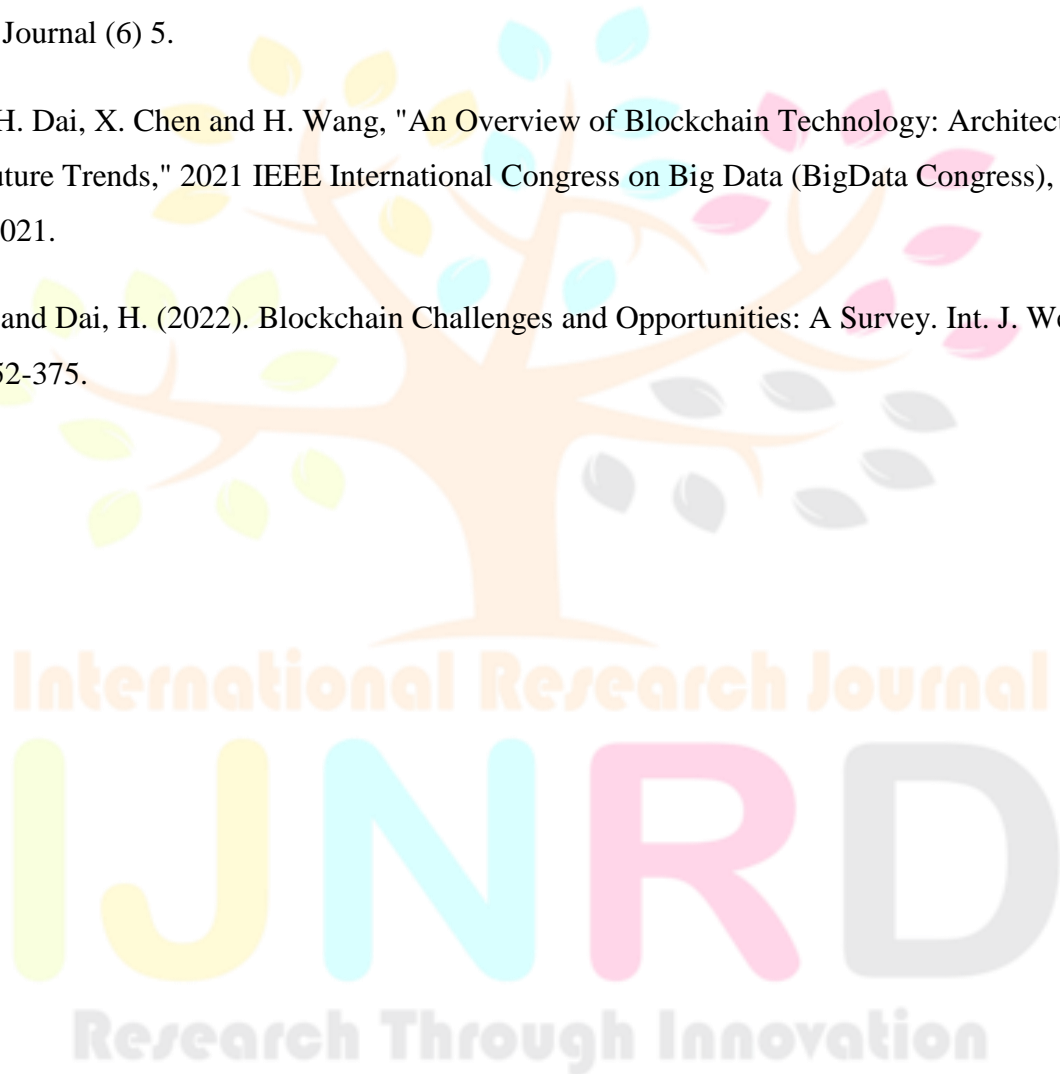 Journal (6) 5.
H. Dai, X. Chen and H. Wang, "An Overview of Blockchain Technology: Architect
uture Trends," 2021 IEEE International Congress on Big Data (BigData Congress),
021.
and Dai, H. (2022). Blockchain Challenges and Opportunities: A Survey. Int. J. We
52-375.
International Research Journal
IJNRD
Research Through Innovation